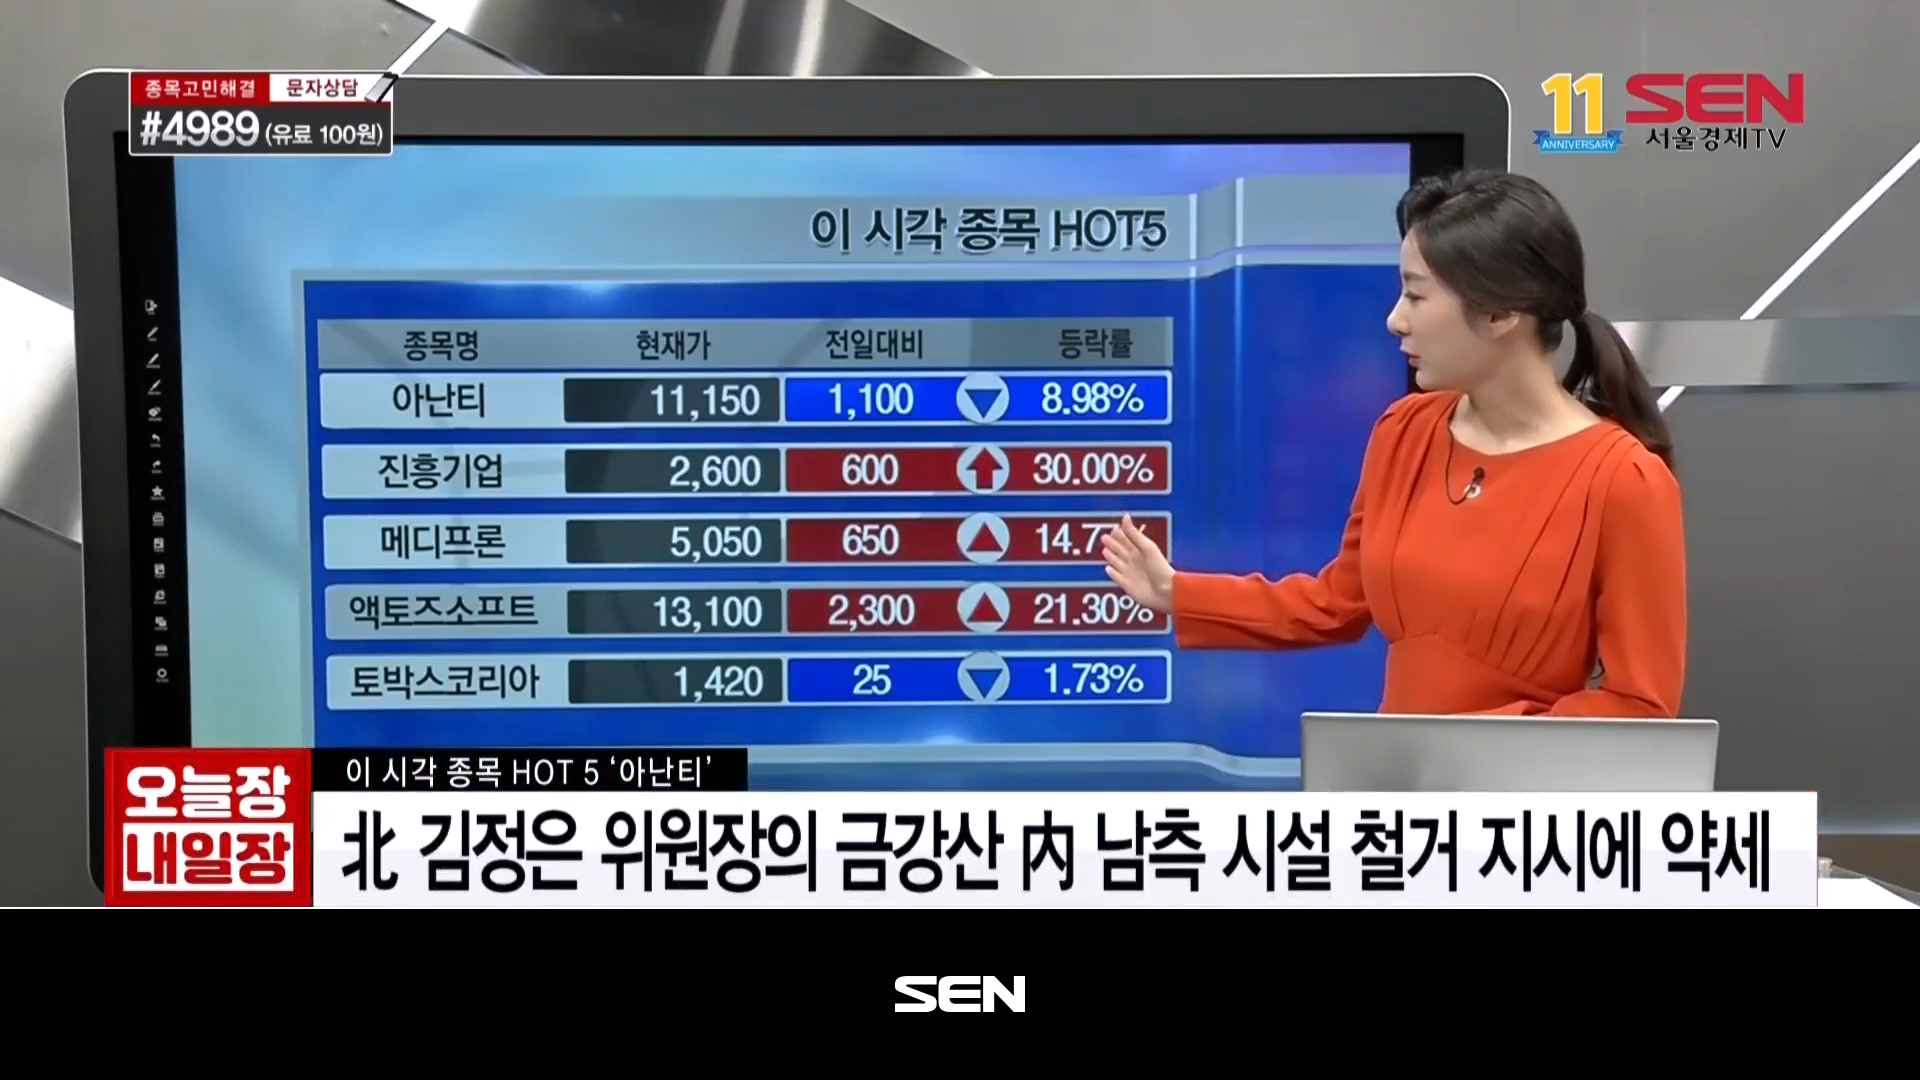 종목고민해결 문자상담
#4989 (유료 100원)
11 ANNIVERSARY
SEN
서울경제TV
이 시각 종목 HOT5
종목명 현재가 전일대비 등락률
아난티 11,150 1,100 8.98%
진흥기업 2,600 600 30.00%
메디프론 5,050 650
액토즈소프트 13,100 2,300 21.30%
토박스코리아 1,420 25 1.73%
오늘장
내일장
이 시각 종목 HOT 5 ‘아난티’
北 김정은 위원장의 금강산 內 남측 시설 철거 지시에 약세
SEN